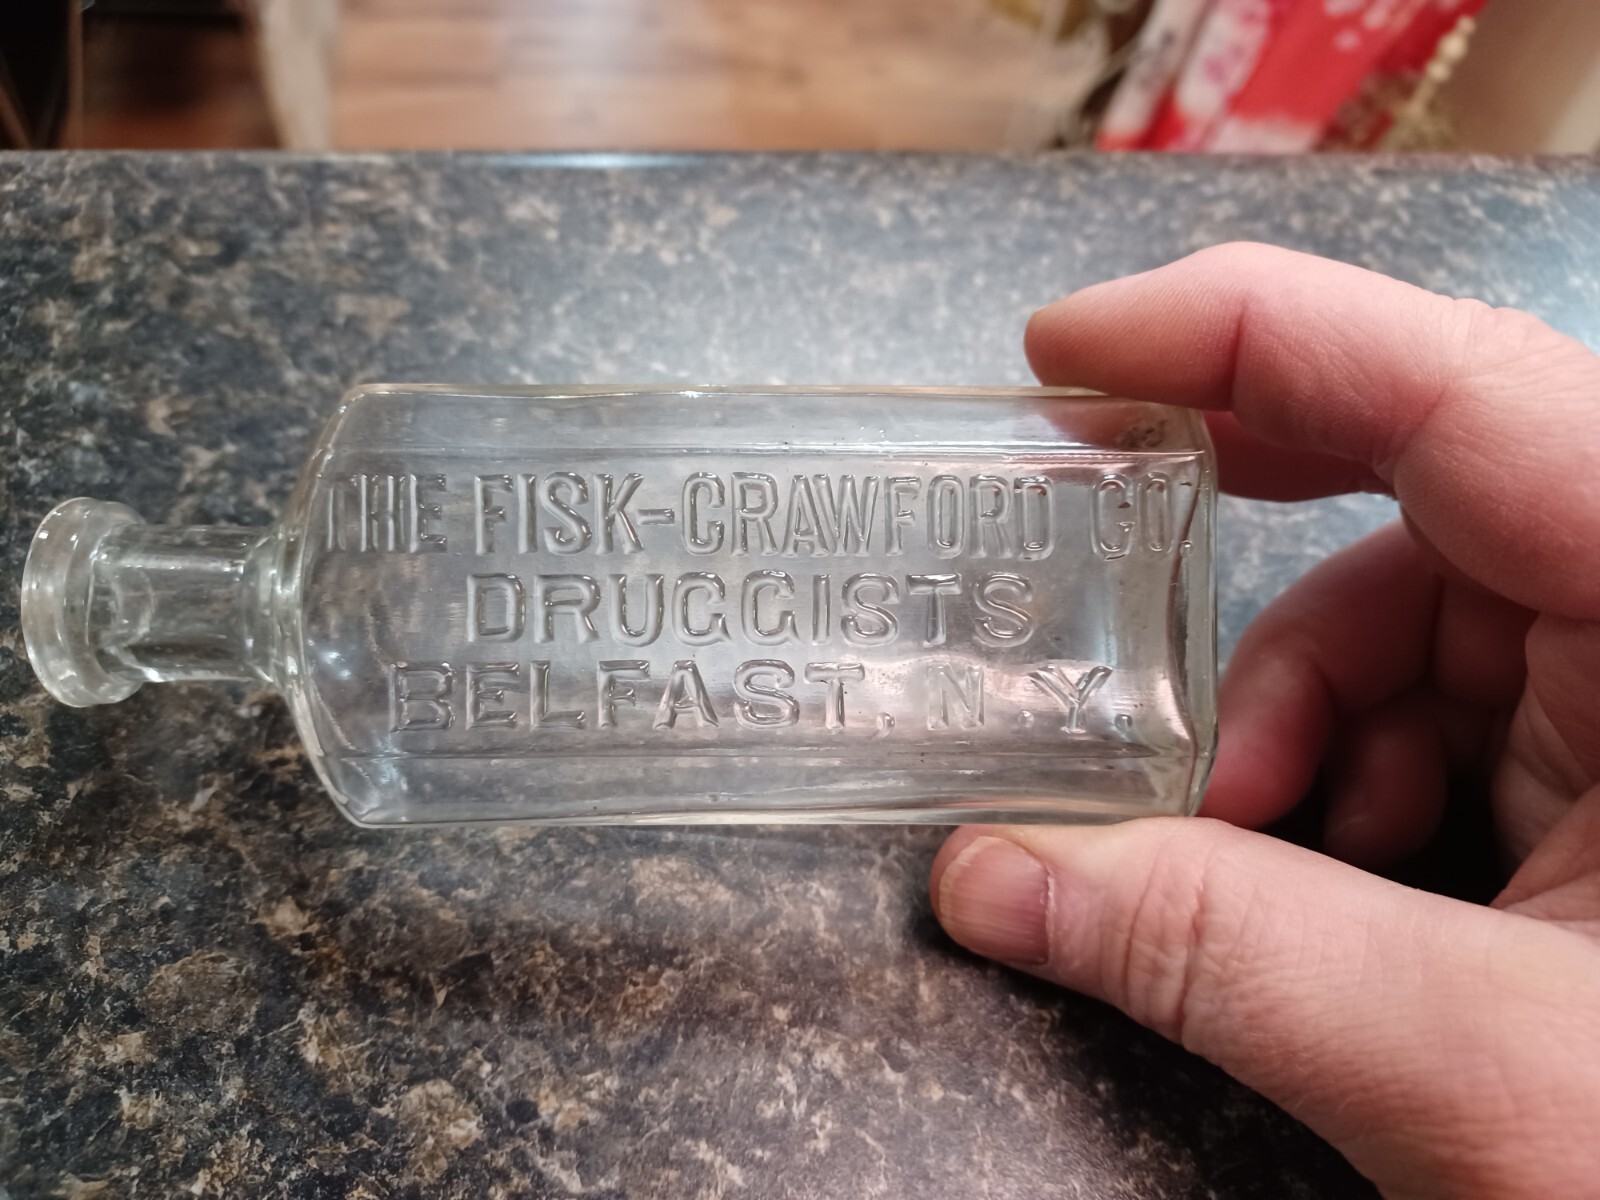 THE FISK-CRAWFORD CO.
DRUGGISTS
BELFAST, N.Y.